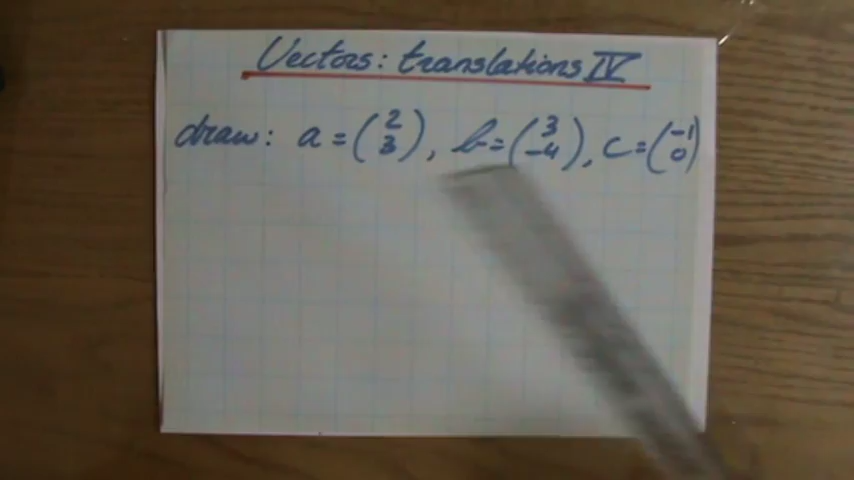 Vectors: translations IV
draw: a = (2 3), b = (3 -4), c = (-1 0)